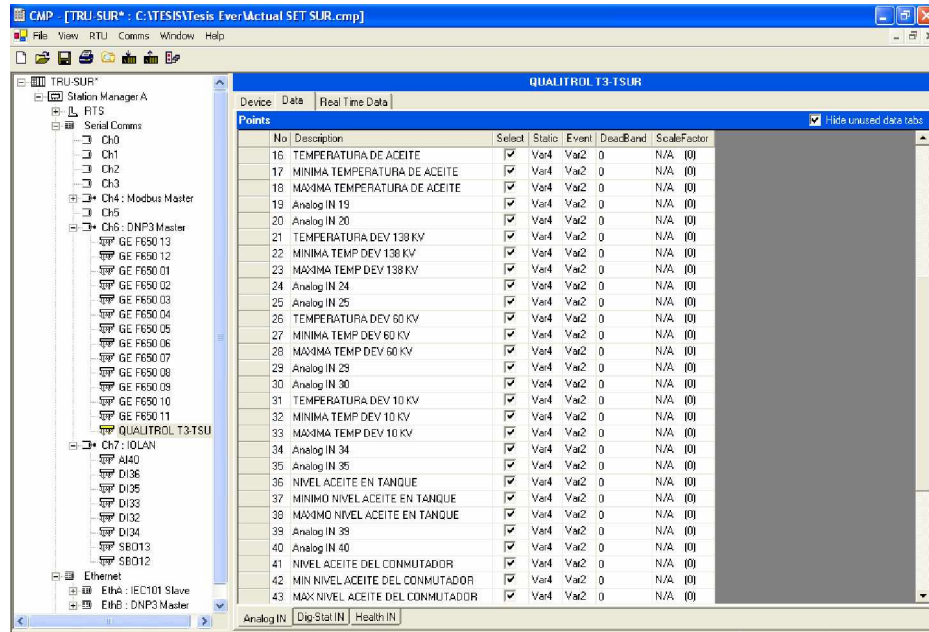 CMP - [TRU-SUR* : C:\TESIS\Tesis Ever\Actual SET SUR.cmp]
File View RTU Comms Window Help
TRU-SUR*
Station Manager A
RTS
Serial Comms
Ch0
Ch1
Ch2
Ch3
Ch4 : Modbus Master
Ch5
Ch6 : DNP3 Master
GE F650 13
GE F650 12
GE F650 01
GE F650 02
GE F650 03
GE F650 04
GE F650 05
GE F650 06
GE F650 07
GE F650 08
GE F650 09
GE F650 10
GE F650 11
QUALITROL T3-TSU
Ch7 : IOLAN
AI40
DI36
DI35
DI33
DI32
DI34
SBO13
SBO12
Ethernet
EthA : IEC101 Slave
EthB : DNP3 Master
QUALITROL T3-TSUR
Device Data Real Time Data
Points Hide unused data tabs
No Description Select Static Event DeadBand ScaleFactor
16 TEMPERATURA DE ACEITE Var4 Var2 0 N/A (0)
17 MINIMA TEMPERATURA DE ACEITE Var4 Var2 0 N/A (0)
18 MAXIMA TEMPERATURA DE ACEITE Var4 Var2 0 N/A (0)
19 Analog IN 19 Var4 Var2 0 N/A (0)
20 Analog IN 20 Var4 Var2 0 N/A (0)
21 TEMPERATURA DEV 138 KV Var4 Var2 0 N/A (0)
22 MINIMA TEMP DEV 138 KV Var4 Var2 0 N/A (0)
23 MAXIMA TEMP DEV 138 KV Var4 Var2 0 N/A (0)
24 Analog IN 24 Var4 Var2 0 N/A (0)
25 Analog IN 25 Var4 Var2 0 N/A (0)
26 TEMPERATURA DEV 60 KV Var4 Var2 0 N/A (0)
27 MINIMA TEMP DEV 60 KV Var4 Var2 0 N/A (0)
28 MAXIMA TEMP DEV 60 KV Var4 Var2 0 N/A (0)
29 Analog IN 29 Var4 Var2 0 N/A (0)
30 Analog IN 30 Var4 Var2 0 N/A (0)
31 TEMPERATURA DEV 10 KV Var4 Var2 0 N/A (0)
32 MINIMA TEMP DEV 10 KV Var4 Var2 0 N/A (0)
33 MAXIMA TEMP DEV 10 KV Var4 Var2 0 N/A (0)
34 Analog IN 34 Var4 Var2 0 N/A (0)
35 Analog IN 35 Var4 Var2 0 N/A (0)
36 NIVEL ACEITE EN TANQUE Var4 Var2 0 N/A (0)
37 MINIMO NIVEL ACEITE EN TANQUE Var4 Var2 0 N/A (0)
38 MAXIMO NIVEL ACEITE EN TANQUE Var4 Var2 0 N/A (0)
39 Analog IN 39 Var4 Var2 0 N/A (0)
40 Analog IN 40 Var4 Var2 0 N/A (0)
41 NIVEL ACEITE DEL CONMUTADOR Var4 Var2 0 N/A (0)
42 MIN NIVEL ACEITE DEL CONMUTADOR Var4 Var2 0 N/A (0)
43 MAX NIVEL ACEITE DEL CONMUTADOR Var4 Var2 0 N/A (0)
Analog IN Dig-Stat IN Health IN